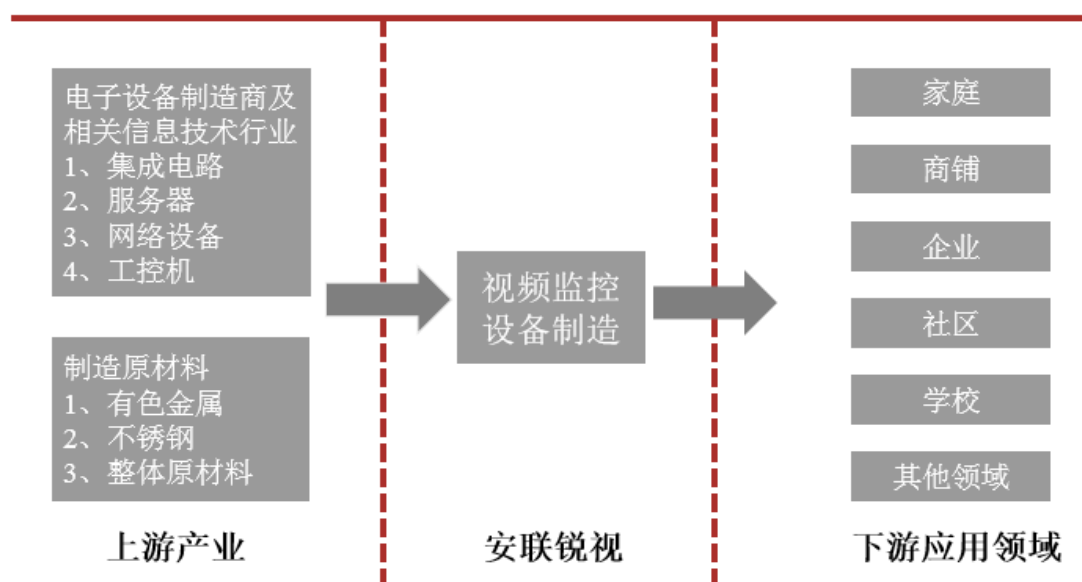 电子设备制造商及
相关信息技术行业
1、集成电路
2、服务器
3、网络设备
4、工控机
制造原材料
1、有色金属
2、不锈钢
3、整体原材料
上游产业
视频监控
设备制造
安联锐视
家庭
商铺
企业
社区
学校
其他领域
下游应用领域